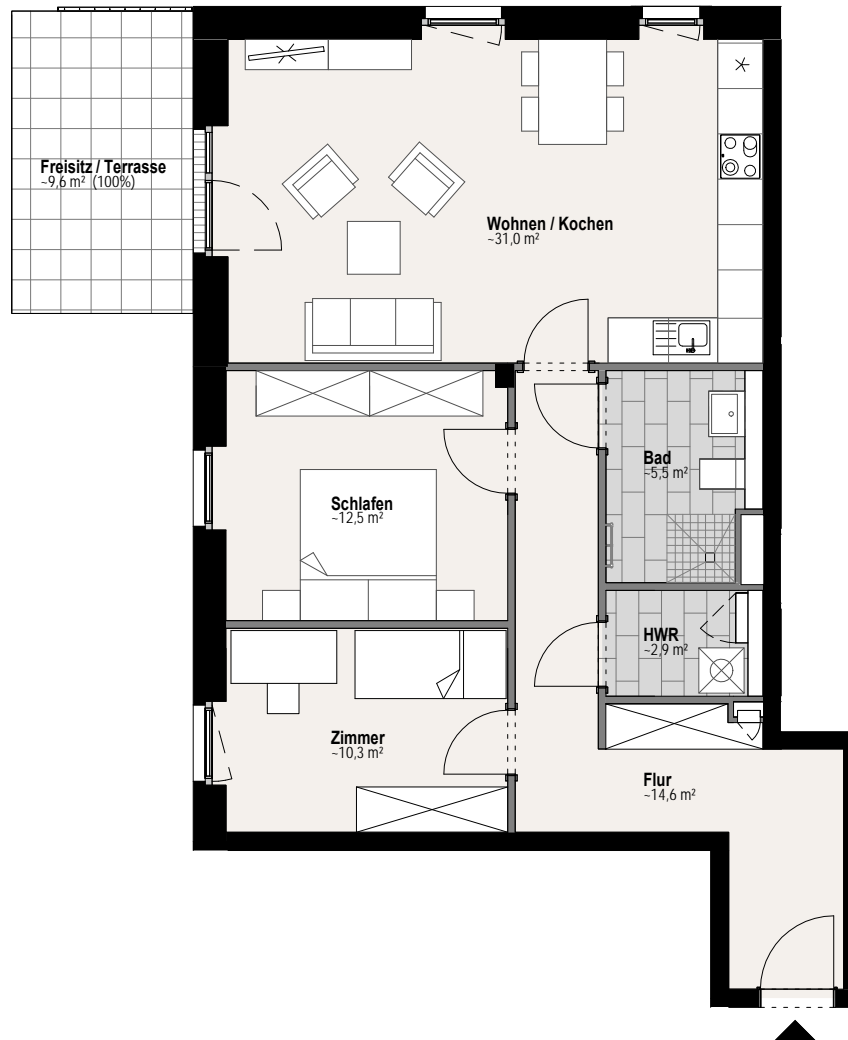 Freisitz / Terrasse
~9,6 m² (100%)
Wohnen / Kochen
~31,0 m²
Bad
~5,5 m²
Schlafen
~12,5 m²
HWR
~2,9 m²
Zimmer
~10,3 m²
Flur
~14,6 m²